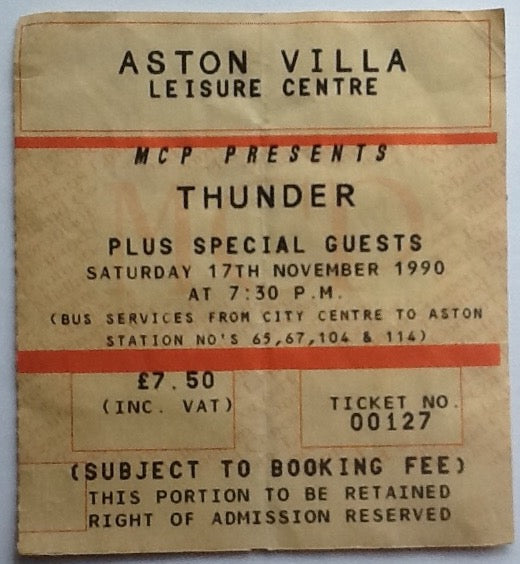 ASTON VILLA
LEISURE CENTRE
MCP PRESENTS
THUNDER
PLUS SPECIAL GUESTS
SATURDAY 17TH NOVEMBER 1990
AT 7:30 P.M.
(BUS SERVICES FROM CITY CENTRE TO ASTON
STATION NO'S 65,67,104 & 114)
£7.50
(INC. VAT)
TICKET NO.
00127
(SUBJECT TO BOOKING FEE)
THIS PORTION TO BE RETAINED
RIGHT OF ADMISSION RESERVED